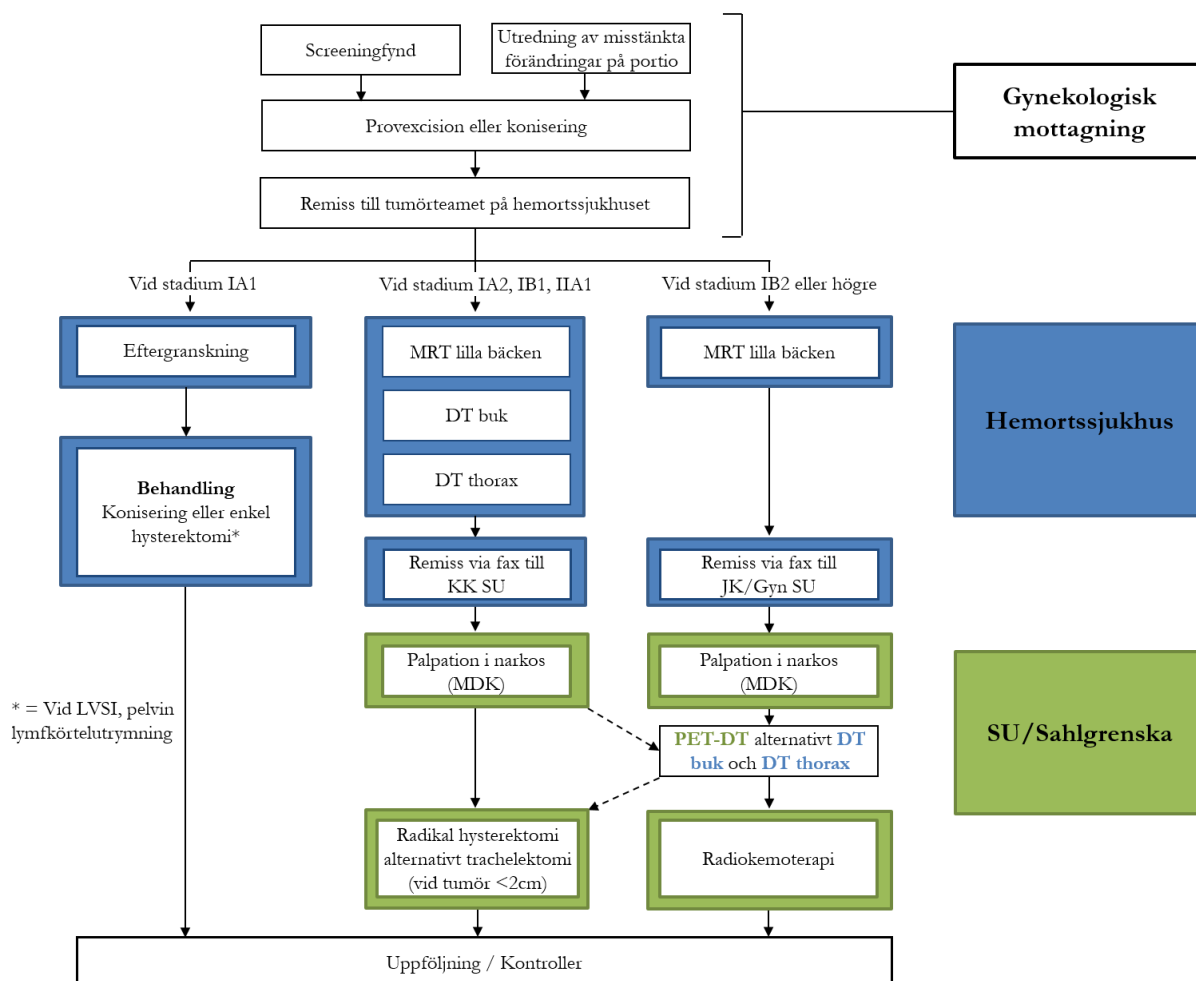 Screeningfynd
Utredning av misstänkta
förändringar på portio
Gynekologisk
mottagning
Provexcision eller konisering
Remiss till tumörteamet på hemortssjukhuset
Vid stadium IA1
Vid stadium IA2, IB1, IIA1
Vid stadium IB2 eller högre
Eftergranskning
MRT lilla bäcken
MRT lilla bäcken
DT buk
DT thorax
Hemortssjukhus
Behandling
Konisering eller enkel
hysterektomi*
Remiss via fax till
KK SU
Remiss via fax till
JK/Gyn SU
Palpation i narkos
(MDK)
Palpation i narkos
(MDK)
* = Vid LVSI, pelvin
lymfkörtelutrymning
SU/Sahlgrenska
PET-DT alternativt DT
buk och DT thorax
Radikal hysterektomi
alternativt trachelektomi
(vid tumör <2cm)
Radiokemoterapi
Uppföljning / Kontroller